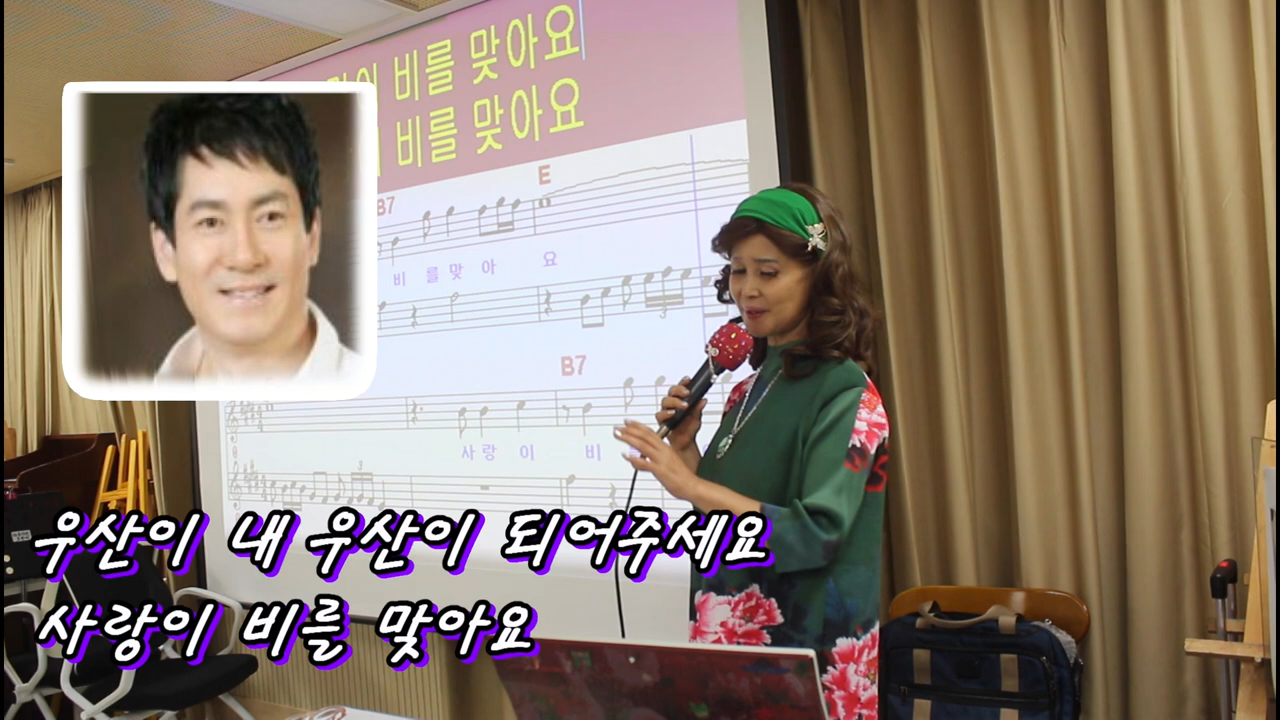 비를 맞아요
비를 맞아요
E
B7
비 를 맞 아 요
3
B7
사 랑 이 비
3
우산이 내 우산이 되어주세요
사랑이 비를 맞아요